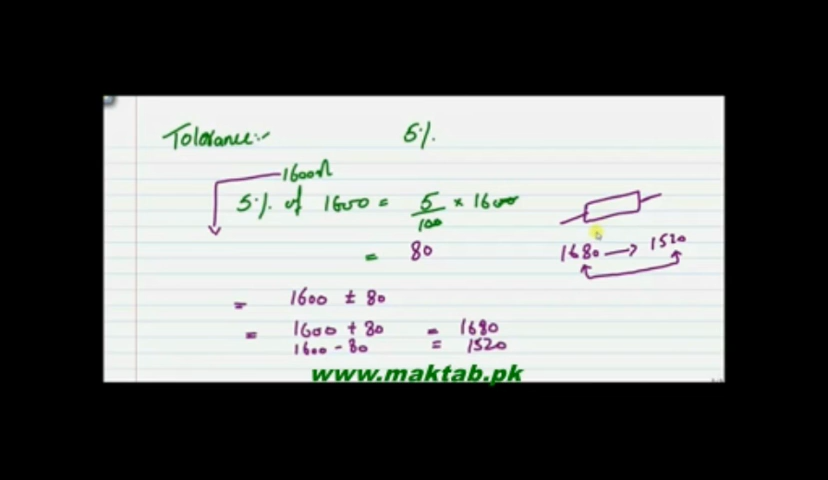 Tolerance:- 5%
1600Ω
5% of 1600 = 5/100 × 1600
= 80
1680 → 1520
= 1600 ± 80
= 1600 + 80 = 1680
1600 - 80 = 1520
www.maktab.pk